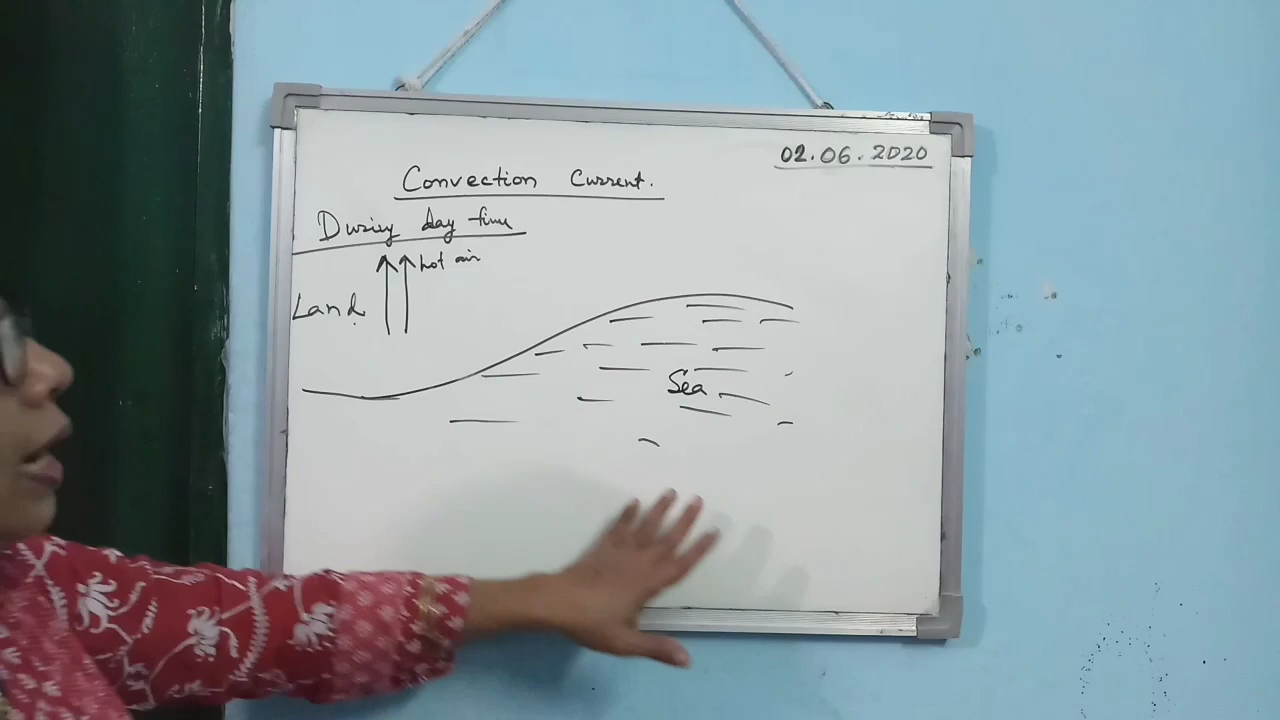 02.06.2020
Convection Current.
During day time
hot air
Land
Sea